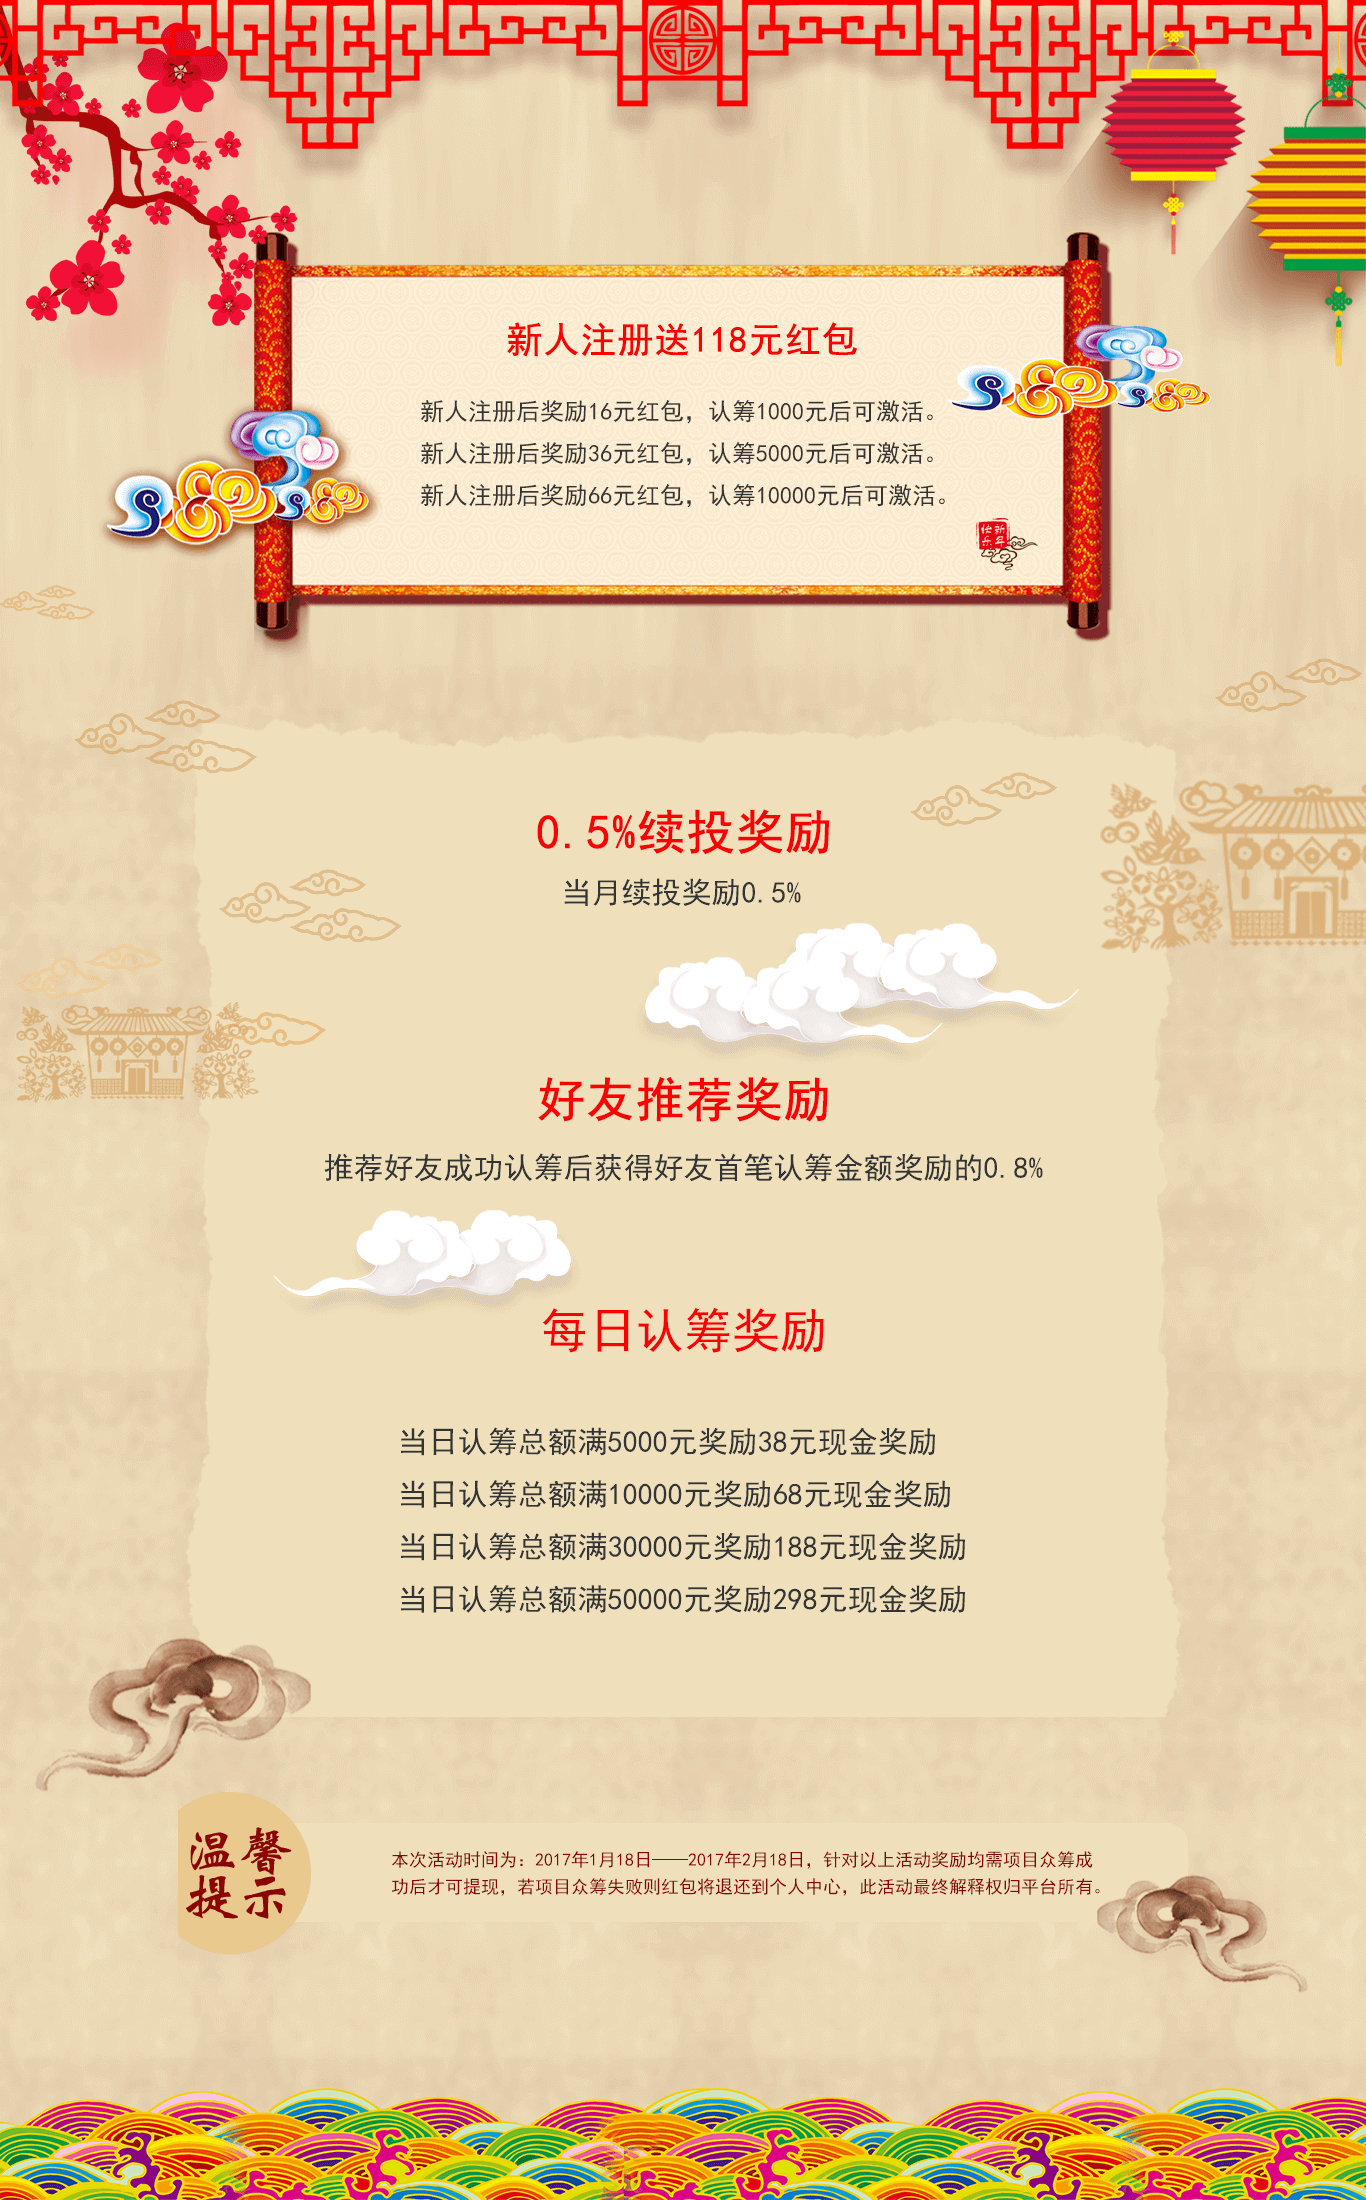 新人注册送118元红包
新人注册后奖励16元红包，认筹1000元后可激活。
新人注册后奖励36元红包，认筹5000元后可激活。
新人注册后奖励66元红包，认筹10000元后可激活。
新年
快乐
0.5%续投奖励
当月续投奖励0.5%
好友推荐奖励
推荐好友成功认筹后获得好友首笔认筹金额奖励的0.8%
每日认筹奖励
当日认筹总额满5000元奖励38元现金奖励
当日认筹总额满10000元奖励68元现金奖励
当日认筹总额满30000元奖励188元现金奖励
当日认筹总额满50000元奖励298元现金奖励
温馨
提示
本次活动时间为：2017年1月18日——2017年2月18日，针对以上活动奖励均需项目众筹成
功后才可提现，若项目众筹失败则红包将退还到个人中心，此活动最终解释权归平台所有。